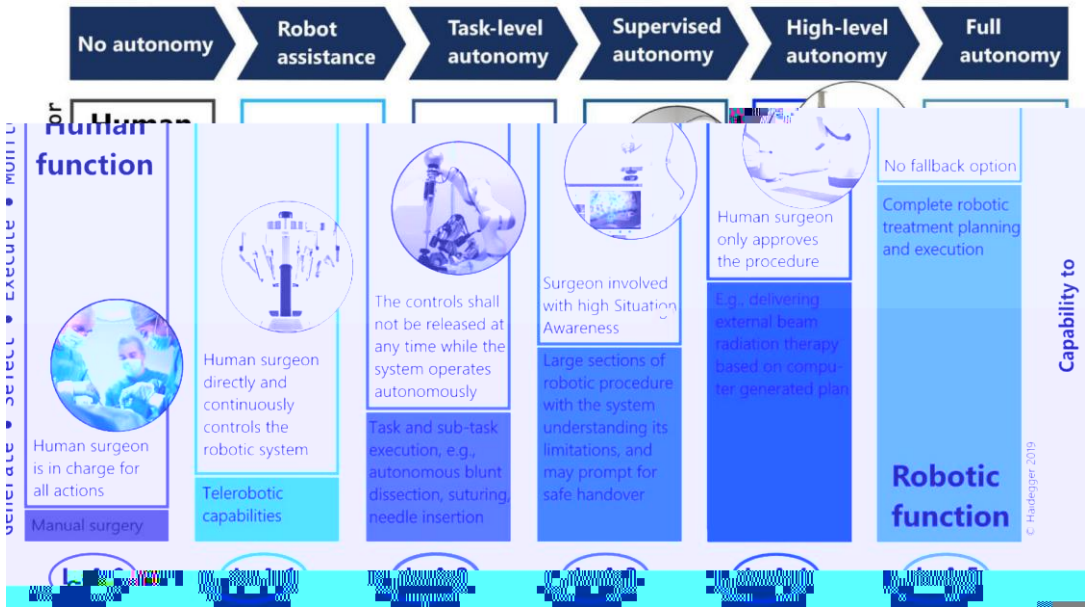 No autonomy
Robot
assistance
Task-level
autonomy
Supervised
autonomy
High-level
autonomy
Full
autonomy
Human
Human
function
Human surgeon
is in charge for
all actions
Manual surgery
Human surgeon
directly and
continuously
controls the
robotic system
Telerobotic
capabilities
The controls shall
not be released at
any time while the
system operates
autonomously
Task and sub-task
execution, e.g.,
autonomous blunt
dissection, suturing,
needle insertion
Surgeon involved
with high Situation
Awareness
Large sections of
robotic procedure
with the system
understanding its
limitations, and
may prompt for
safe handover
Human surgeon
only approves
the procedure
E.g., delivering
external beam
radiation therapy
based on compu-
ter generated plan
No fallback option
Complete robotic
treatment planning
and execution
Robotic
function
Generate • Select • Execute •
Capability to
© Haidegger 2019